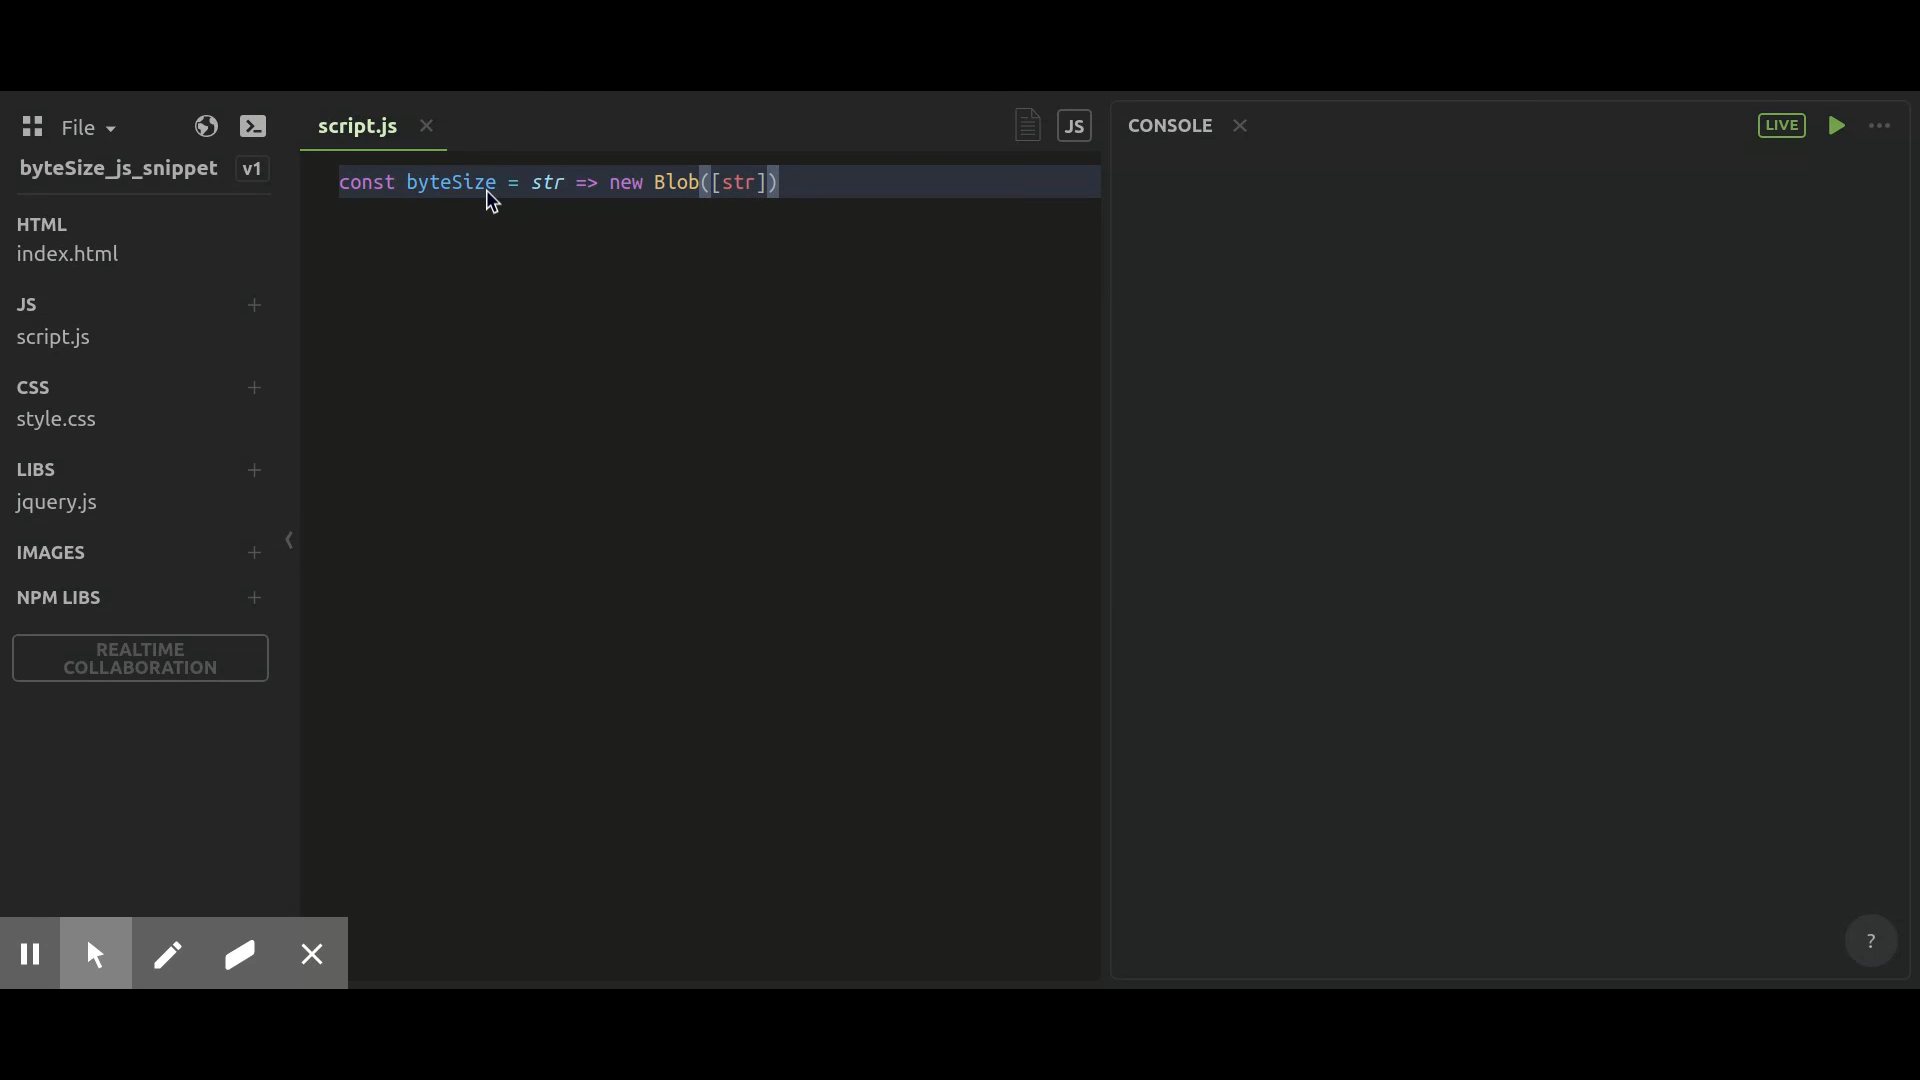 File
byteSize_js_snippet v1
HTML
index.html
JS +
script.js
CSS +
style.css
LIBS +
jquery.js
IMAGES +
NPM LIBS +
REALTIME
COLLABORATION
script.js
JS
const byteSize = str => new Blob([str])
CONSOLE
LIVE
?